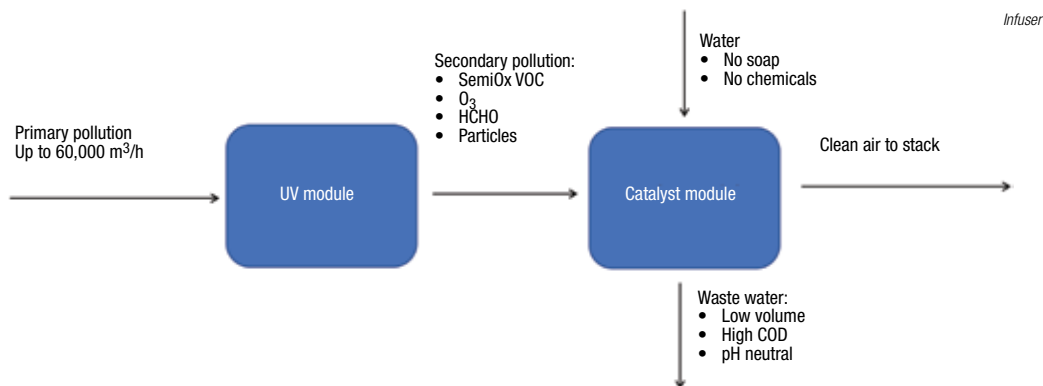 Infuser
Primary pollution
Up to 60,000 m³/h
UV module
Secondary pollution:
• SemiOx VOC
• O₃
• HCHO
• Particles
Water
• No soap
• No chemicals
Catalyst module
Clean air to stack
Waste water:
• Low volume
• High COD
• pH neutral